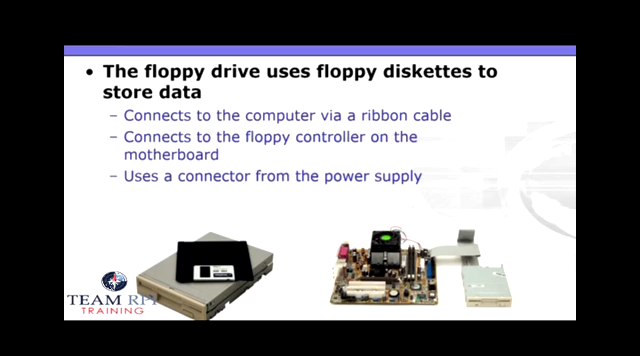 • The floppy drive uses floppy diskettes to
store data
– Connects to the computer via a ribbon cable
– Connects to the floppy controller on the
motherboard
– Uses a connector from the power supply
TEAM
TRAINING